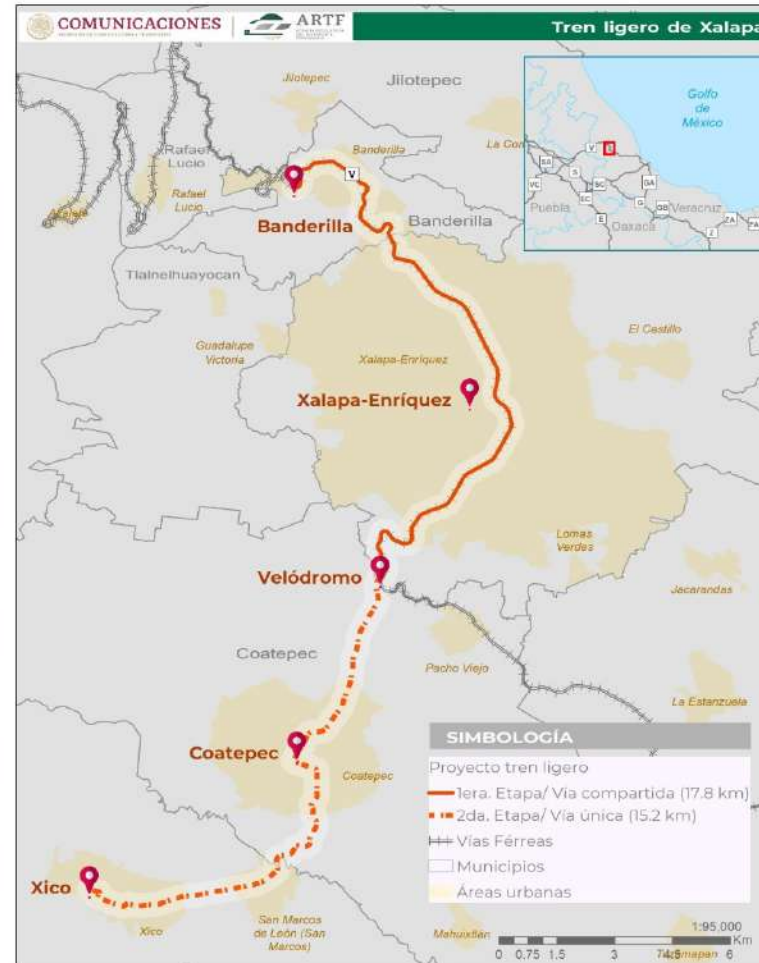 COMUNICACIONES
ARTF
Tren ligero de Xalapa
Jilotepec
Jilotepec
Golfo
de
México
Puebla
Veracruz
Oaxaca
Banderilla
La Con
Rafael
Lucio
Rafael
Lucio
V
Banderilla
Banderilla
Tlalnelhuayocan
Guadalupe
Victoria
El Castillo
Xalapa-Enríquez
Xalapa-Enríquez
Lomas
Verdes
Velódromo
Jacarandas
Coatepec
Pacho Viejo
La Estanzuela
Coatepec
Coatepec
SIMBOLOGÍA
Proyecto tren ligero
1era. Etapa/ Vía compartida (17.8 km)
2da. Etapa/ Vía única (15.2 km)
Vías Férreas
Municipios
Áreas urbanas
Xico
Xico
San Marcos
de León (San
Marcos)
Mahuixtlán
1:95,000
Km
0 0.75 1.5 3 4.5 6